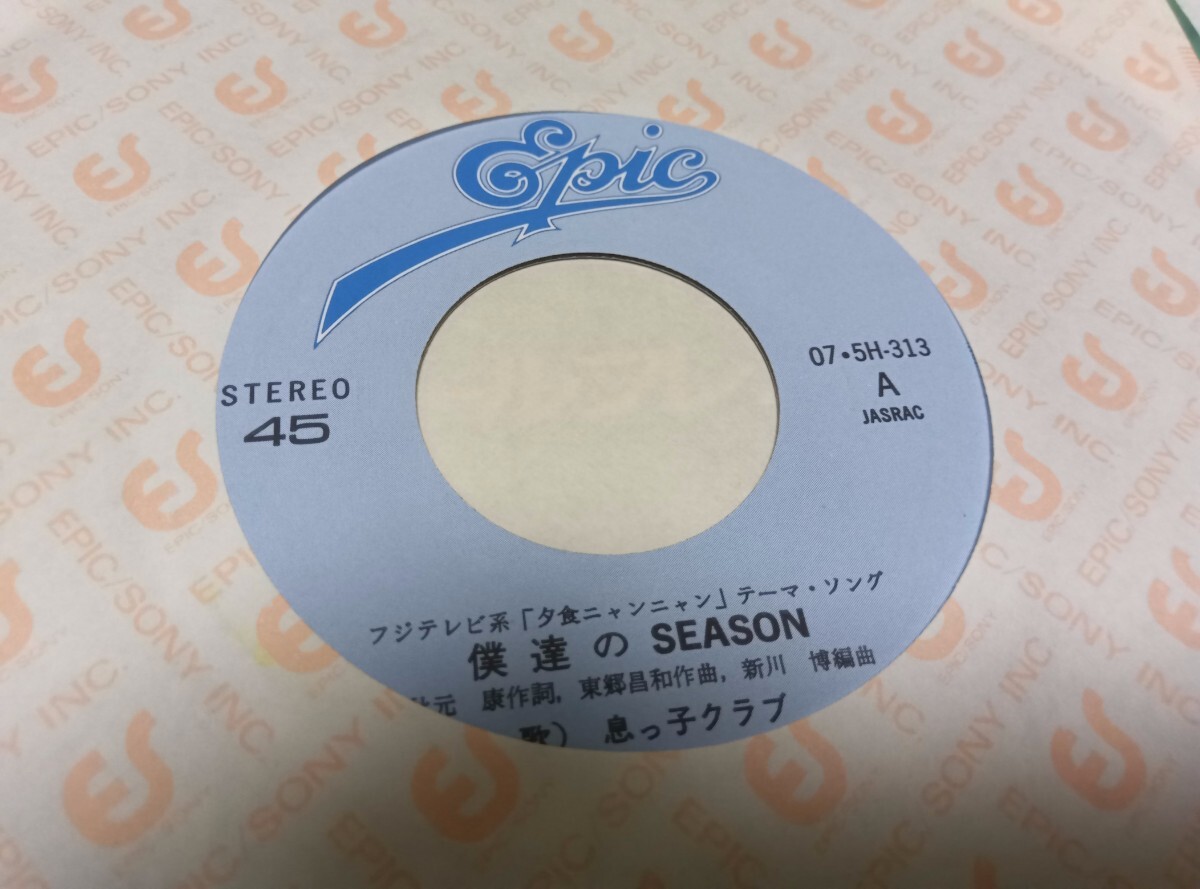 Epic
STEREO
45
07・5H-313
A
JASRAC
フジテレビ系「夕食ニャンニャン」テーマ・ソング
僕達の SEASON
元 康作詞, 東郷昌和作曲, 新川 博編曲
歌) 息っ子クラブ
EPIC/SONY INC.